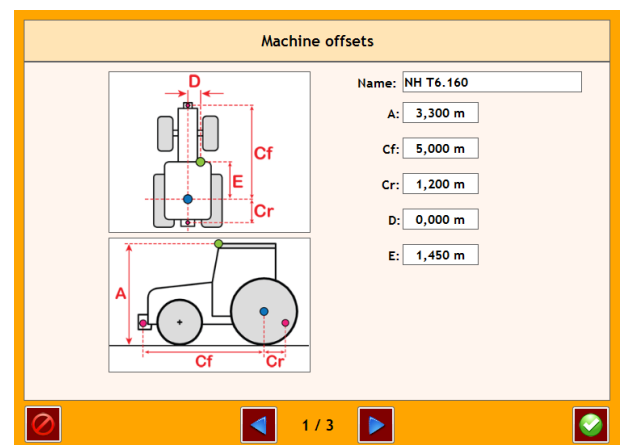 Machine offsets
Name: NH T6.160
A: 3,300 m
Cf: 5,000 m
Cr: 1,200 m
D: 0,000 m
E: 1,450 m
D
Cf
E
Cr
A
Cf
Cr
1 / 3